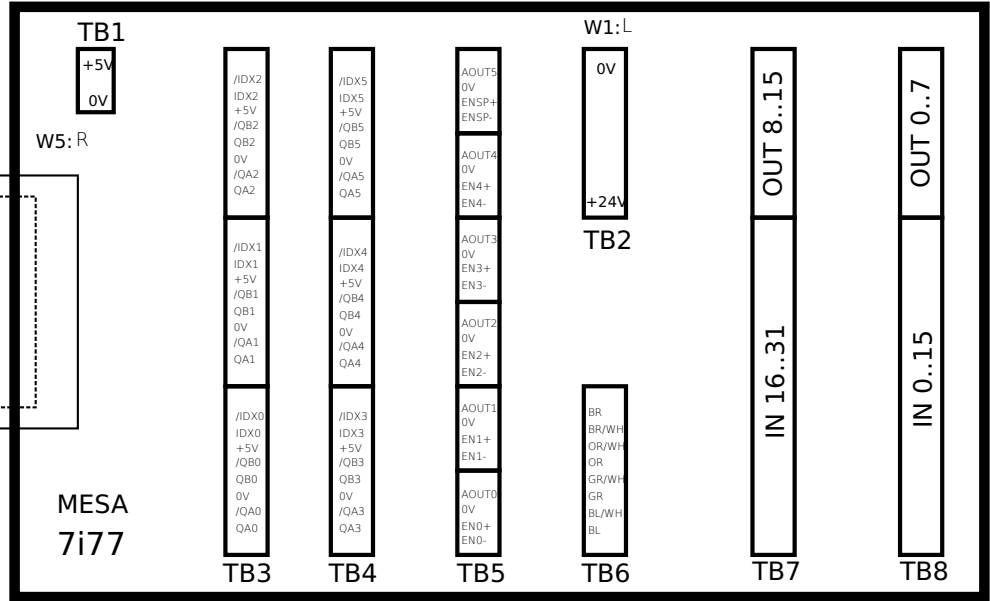 TB1
+5V
0V
W5: R
MESA
7i77
/IDX2
IDX2
+5V
/QB2
QB2
0V
/QA2
QA2
/IDX1
IDX1
+5V
/QB1
QB1
0V
/QA1
QA1
/IDX0
IDX0
+5V
/QB0
QB0
0V
/QA0
QA0
TB3
/IDX5
IDX5
+5V
/QB5
QB5
0V
/QA5
QA5
/IDX4
IDX4
+5V
/QB4
QB4
0V
/QA4
QA4
/IDX3
IDX3
+5V
/QB3
QB3
0V
/QA3
QA3
TB4
AOUT5
0V
ENSP+
ENSP-
AOUT4
0V
EN4+
EN4-
AOUT3
0V
EN3+
EN3-
AOUT2
0V
EN2+
EN2-
AOUT1
0V
EN1+
EN1-
AOUT0
0V
EN0+
EN0-
TB5
W1: L
0V
+24V
TB2
BR
BR/WH
OR/WH
OR
GR/WH
GR
BL/WH
BL
TB6
OUT 8..15
IN 16..31
TB7
OUT 0..7
IN 0..15
TB8